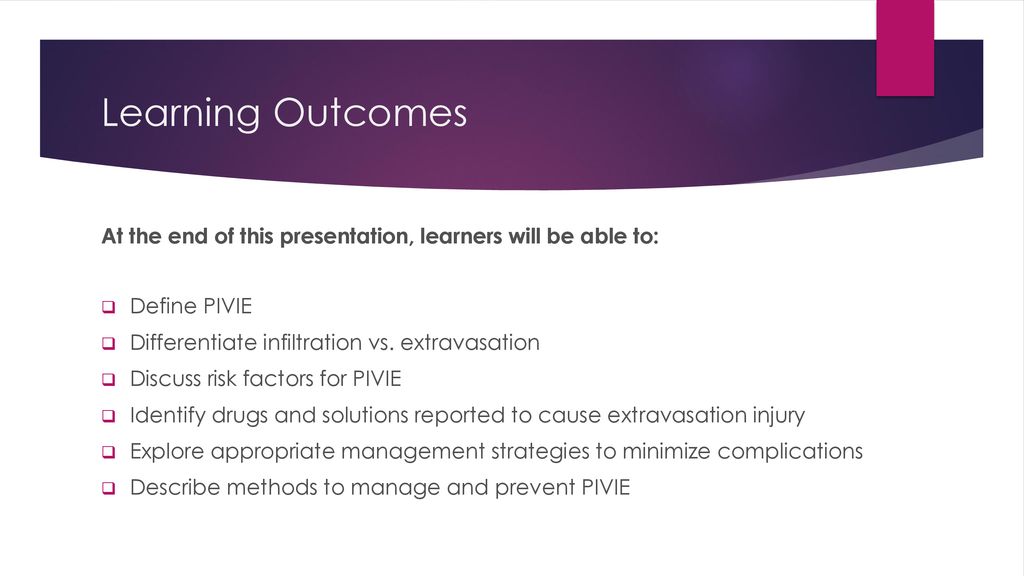 Learning Outcomes
At the end of this presentation, learners will be able to:
Define PIVIE
Differentiate infiltration vs. extravasation
Discuss risk factors for PIVIE
Identify drugs and solutions reported to cause extravasation injury
Explore appropriate management strategies to minimize complications
Describe methods to manage and prevent PIVIE